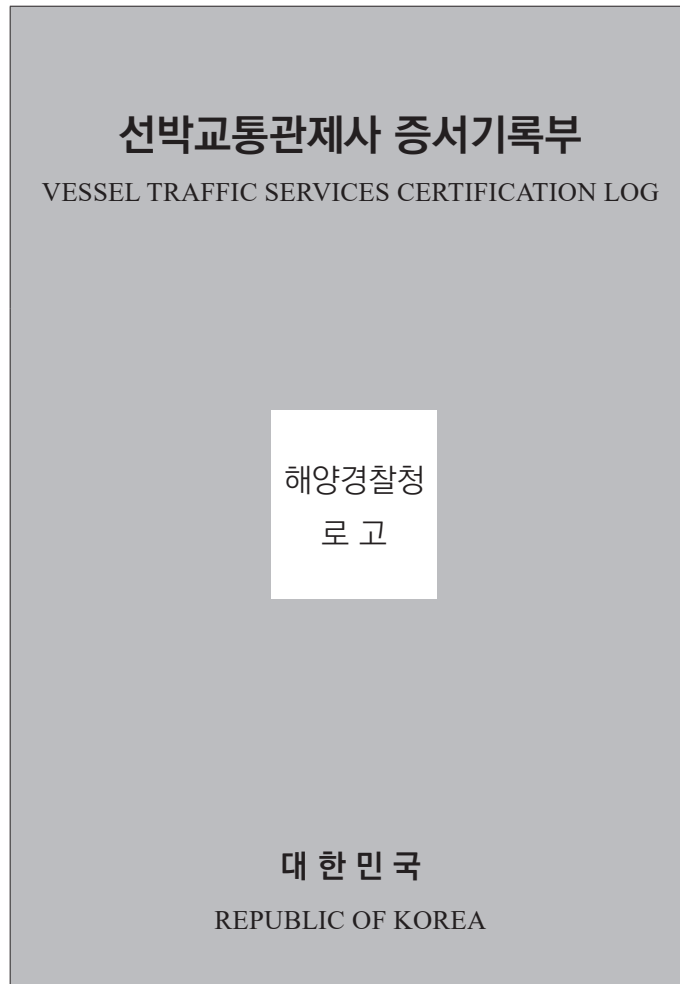 선박교통관제사 증서기록부
VESSEL TRAFFIC SERVICES CERTIFICATION LOG
해양경찰청
로 고
대 한 민 국
REPUBLIC OF KOREA